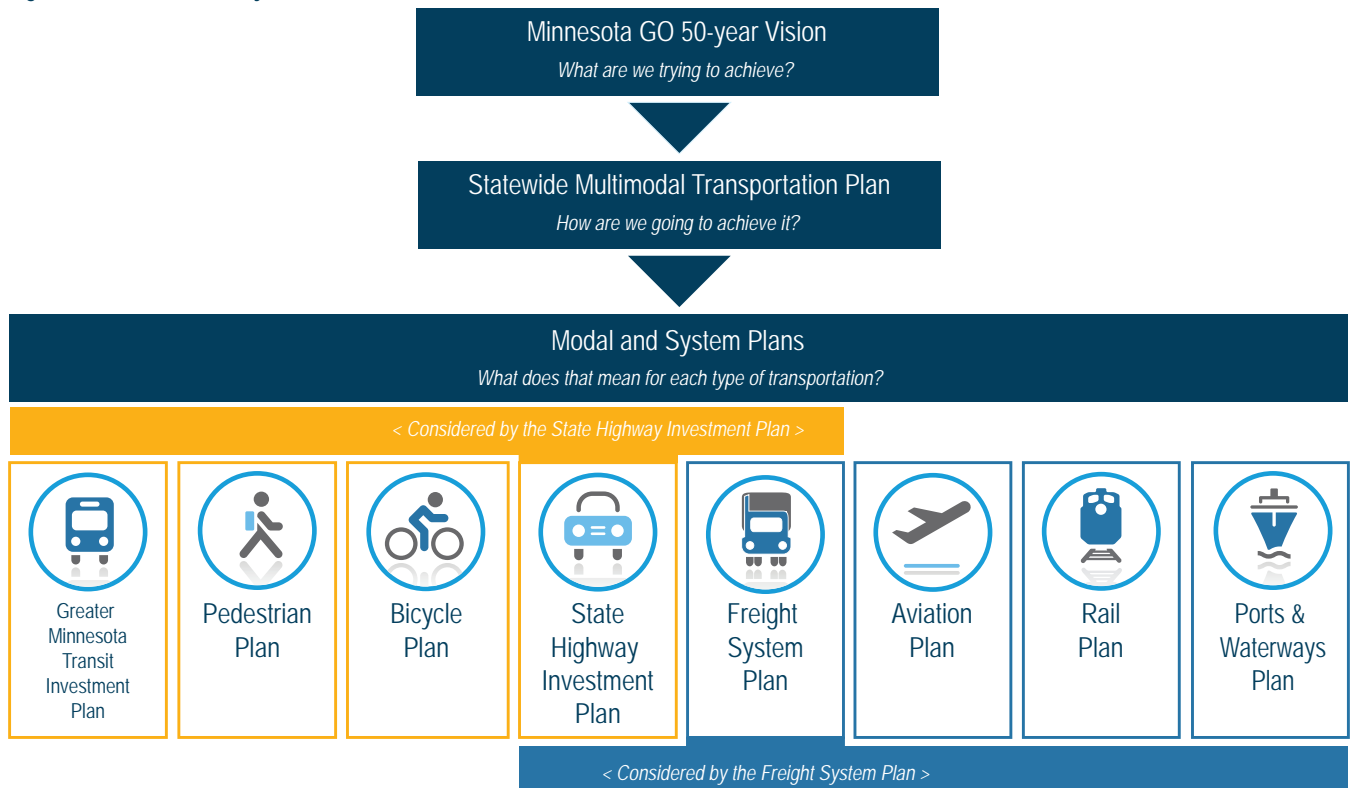 Minnesota GO 50-year Vision
What are we trying to achieve?
Statewide Multimodal Transportation Plan
How are we going to achieve it?
Modal and System Plans
What does that mean for each type of transportation?
< Considered by the State Highway Investment Plan >
Greater
Minnesota
Transit
Investment
Plan
Pedestrian
Plan
Bicycle
Plan
State
Highway
Investment
Plan
Freight
System
Plan
Aviation
Plan
Rail
Plan
Ports &
Waterways
Plan
< Considered by the Freight System Plan >